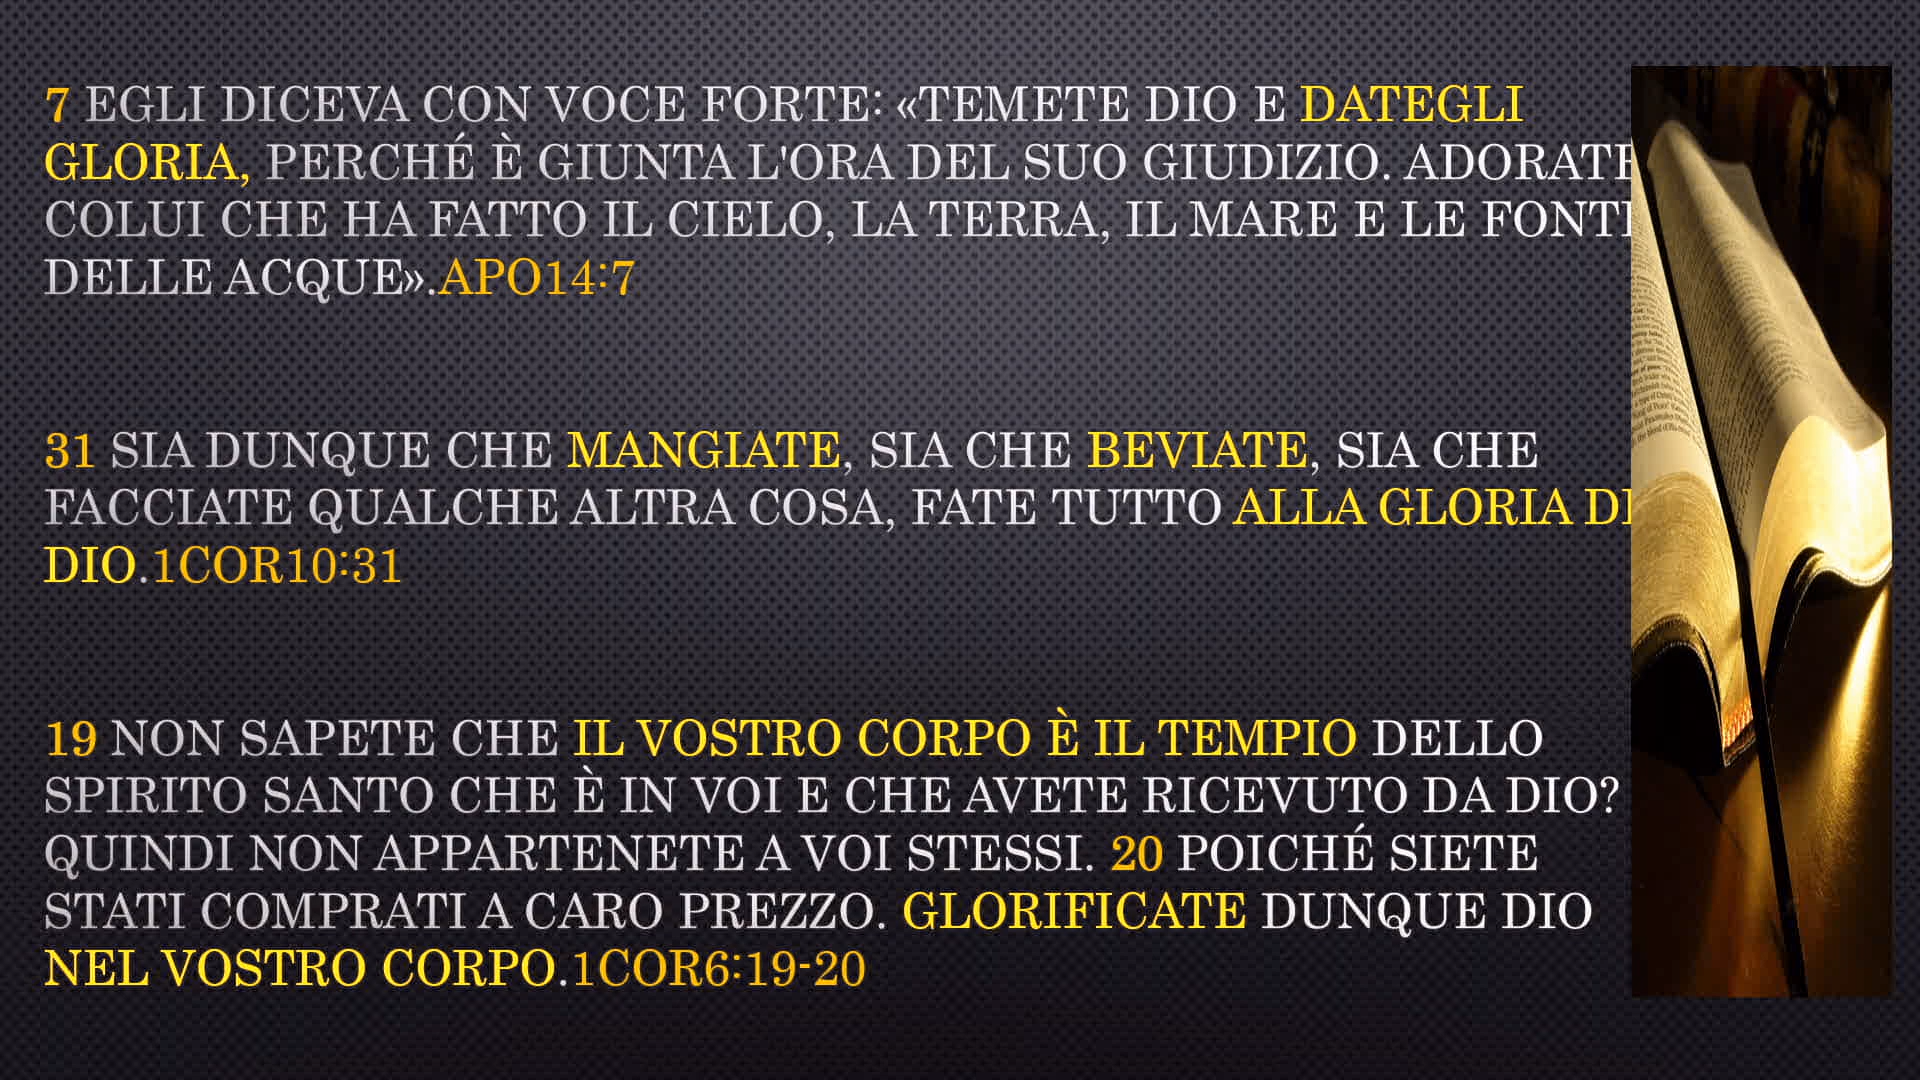 7 EGLI DICEVA CON VOCE FORTE: «TEMETE DIO E DATEGLI
GLORIA, PERCHÉ È GIUNTA L'ORA DEL SUO GIUDIZIO. ADORATE
COLUI CHE HA FATTO IL CIELO, LA TERRA, IL MARE E LE FONTI
DELLE ACQUE».APO14:7
31 SIA DUNQUE CHE MANGIATE, SIA CHE BEVIATE, SIA CHE
FACCIATE QUALCHE ALTRA COSA, FATE TUTTO ALLA GLORIA DI
DIO.1COR10:31
19 NON SAPETE CHE IL VOSTRO CORPO È IL TEMPIO DELLO
SPIRITO SANTO CHE È IN VOI E CHE AVETE RICEVUTO DA DIO?
QUINDI NON APPARTENETE A VOI STESSI. 20 POICHÉ SIETE
STATI COMPRATI A CARO PREZZO. GLORIFICATE DUNQUE DIO
NEL VOSTRO CORPO.1COR6:19-20